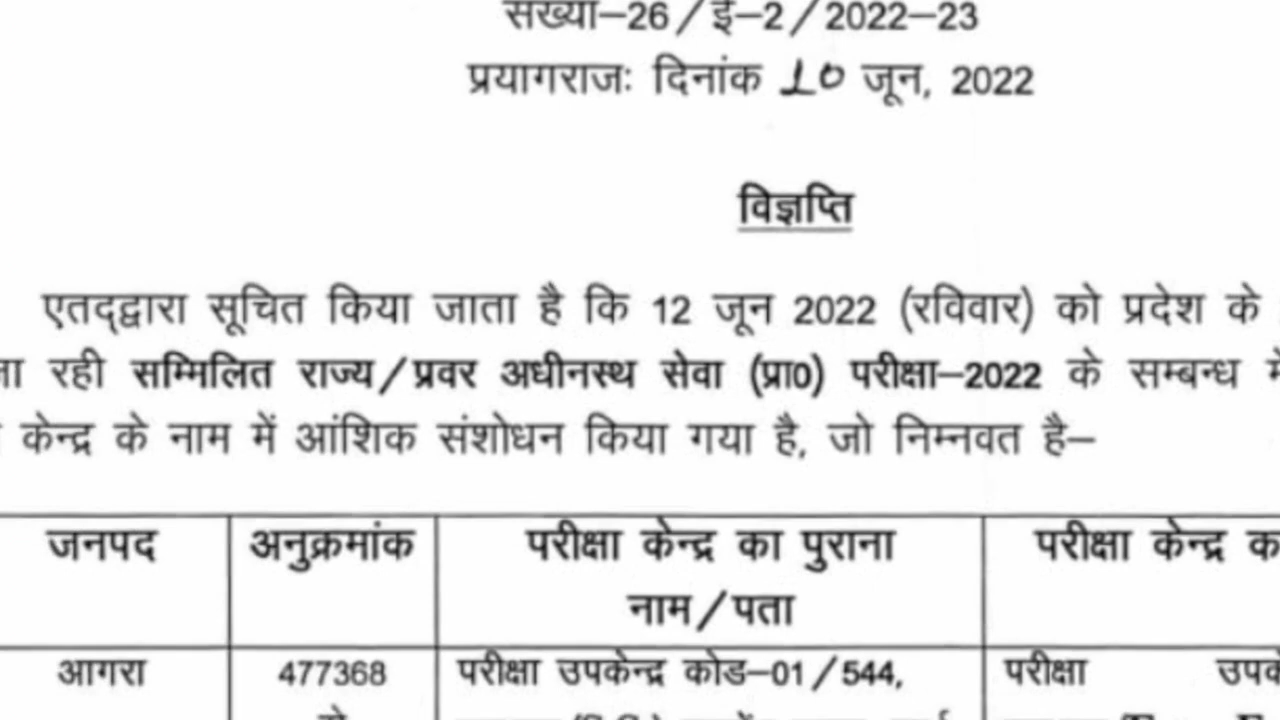 संख्या–26/ई–2/2022–23
प्रयागराजः दिनांक 10 जून, 2022
विज्ञप्ति
एतद्द्वारा सूचित किया जाता है कि 12 जून 2022 (रविवार) को प्रदेश के
रही सम्मिलित राज्य/प्रवर अधीनस्थ सेवा (प्रा0) परीक्षा–2022 के सम्बन्ध में
केन्द्र के नाम में आंशिक संशोधन किया गया है, जो निम्नवत है–
जनपद अनुक्रमांक परीक्षा केन्द्र का पुराना परीक्षा केन्द्र
नाम/पता
आगरा 477368 परीक्षा उपकेन्द्र कोड–01/544, परीक्षा
से